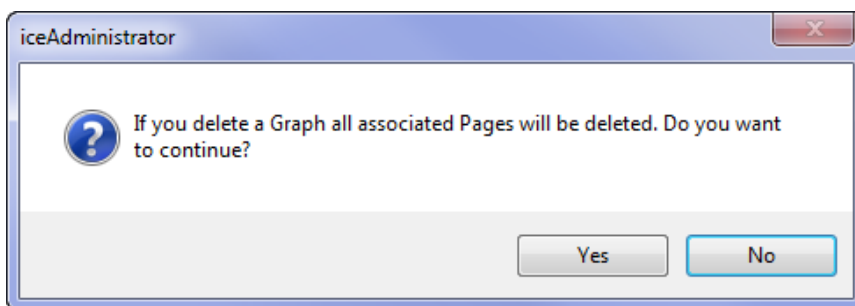 iceAdministrator
If you delete a Graph all associated Pages will be deleted. Do you want
to continue?
Yes
No